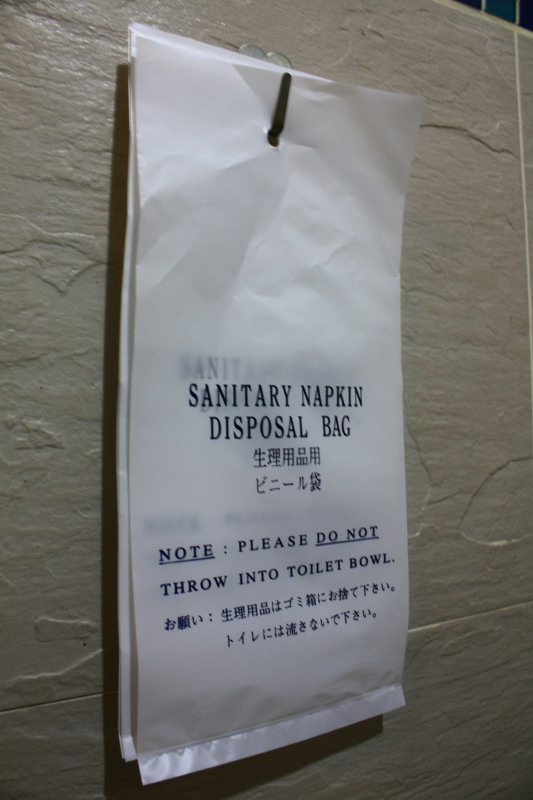 SANITARY NAPKIN
DISPOSAL BAG
生理用品用
ビニール袋
NOTE : PLEASE DO NOT
THROW INTO TOILET BOWL.
お願い：生理用品はゴミ箱にお捨て下さい。
トイレには流さないで下さい。